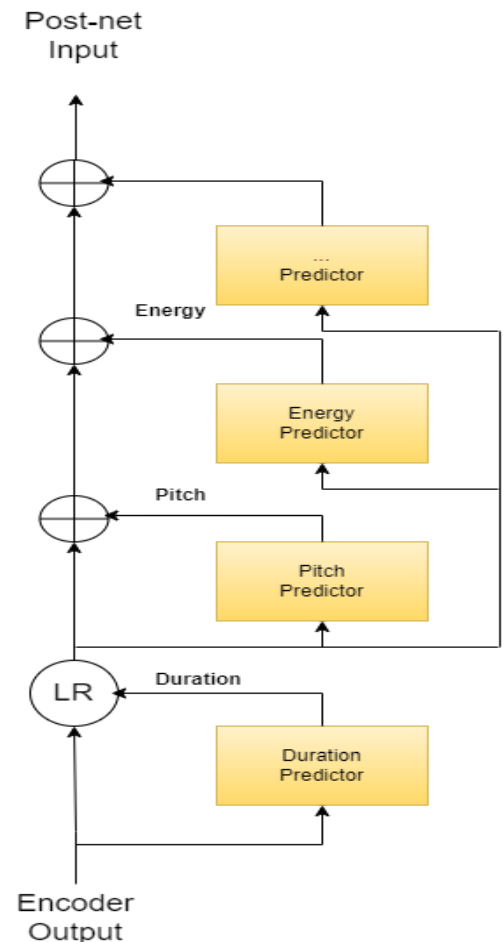 Post-net
Input
...
Predictor
Energy
Energy
Predictor
Pitch
Pitch
Predictor
LR
Duration
Duration
Predictor
Encoder
Output